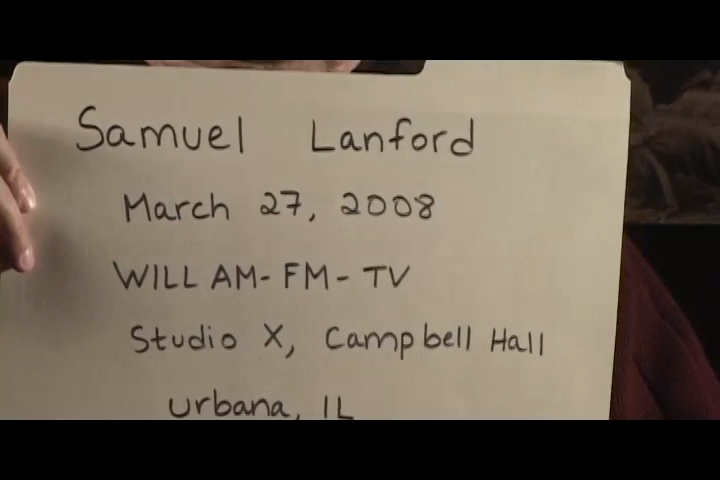 Samuel Lanford
March 27, 2008
WILL AM-FM-TV
Studio X, Campbell Hall
Urbana, IL